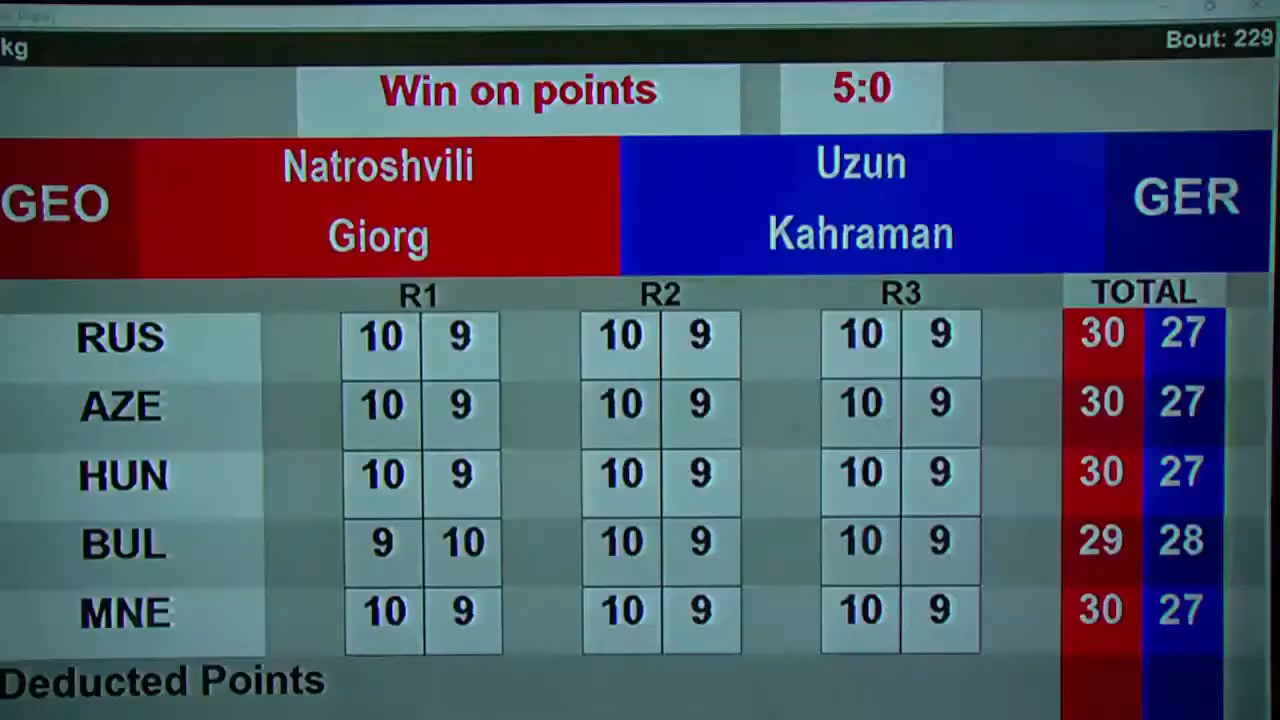 kg Bout: 229
Win on points 5:0
GEO Natroshvili Giorg Uzun Kahraman GER
R1 R2 R3 TOTAL
RUS 10 9 10 9 10 9 30 27
AZE 10 9 10 9 10 9 30 27
HUN 10 9 10 9 10 9 30 27
BUL 9 10 10 9 10 9 29 28
MNE 10 9 10 9 10 9 30 27
Deducted Points